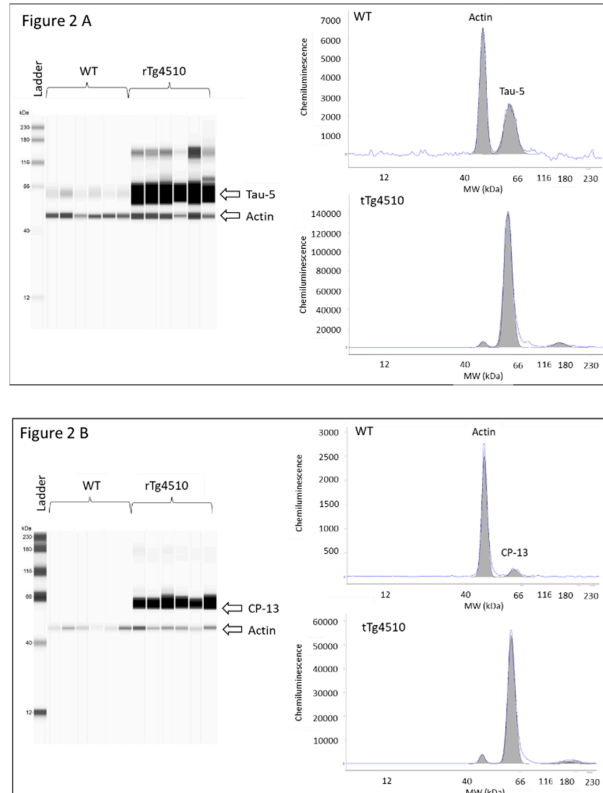 Figure 2 A
Ladder
WT
rTg4510
kDa
230
180
116
66
40
12
Tau-5
Actin
WT
Actin
Tau-5
Chemiluminescence
7000
6000
5000
4000
3000
2000
1000
12
40
66
116
180
230
MW (kDa)
tTg4510
Chemiluminescence
140000
120000
100000
80000
60000
40000
20000
12
40
66
116
180
230
MW (kDa)
Figure 2 B
Ladder
WT
rTg4510
kDa
230
180
116
66
40
12
CP-13
Actin
WT
Actin
CP-13
Chemiluminescence
3000
2500
2000
1500
1000
500
12
40
66
116
180
230
MW (kDa)
tTg4510
Chemiluminescence
60000
50000
40000
30000
20000
10000
12
40
66
116
180
230
MW (kDa)